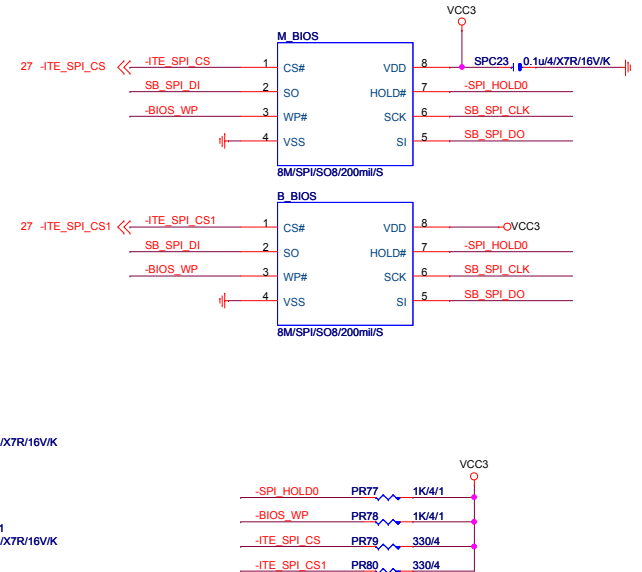 VCC3
M_BIOS
27 -ITE_SPI_CS -ITE_SPI_CS 1 CS# VDD 8 SPC23 0.1u/4/X7R/16V/K
SB_SPI_DI 2 SO HOLD# 7 -SPI_HOLD0
-BIOS_WP 3 WP# SCK 6 SB_SPI_CLK
4 VSS SI 5 SB_SPI_DO
8M/SPI/SO8/200mil/S
B_BIOS
27 -ITE_SPI_CS1 -ITE_SPI_CS1 1 CS# VDD 8 VCC3
SB_SPI_DI 2 SO HOLD# 7 -SPI_HOLD0
-BIOS_WP 3 WP# SCK 6 SB_SPI_CLK
4 VSS SI 5 SB_SPI_DO
8M/SPI/SO8/200mil/S
/X7R/16V/K
VCC3
-SPI_HOLD0 PR77 1K/4/1
-BIOS_WP PR78 1K/4/1
1
/X7R/16V/K
-ITE_SPI_CS PR79 330/4
-ITE_SPI_CS1 PR80 330/4